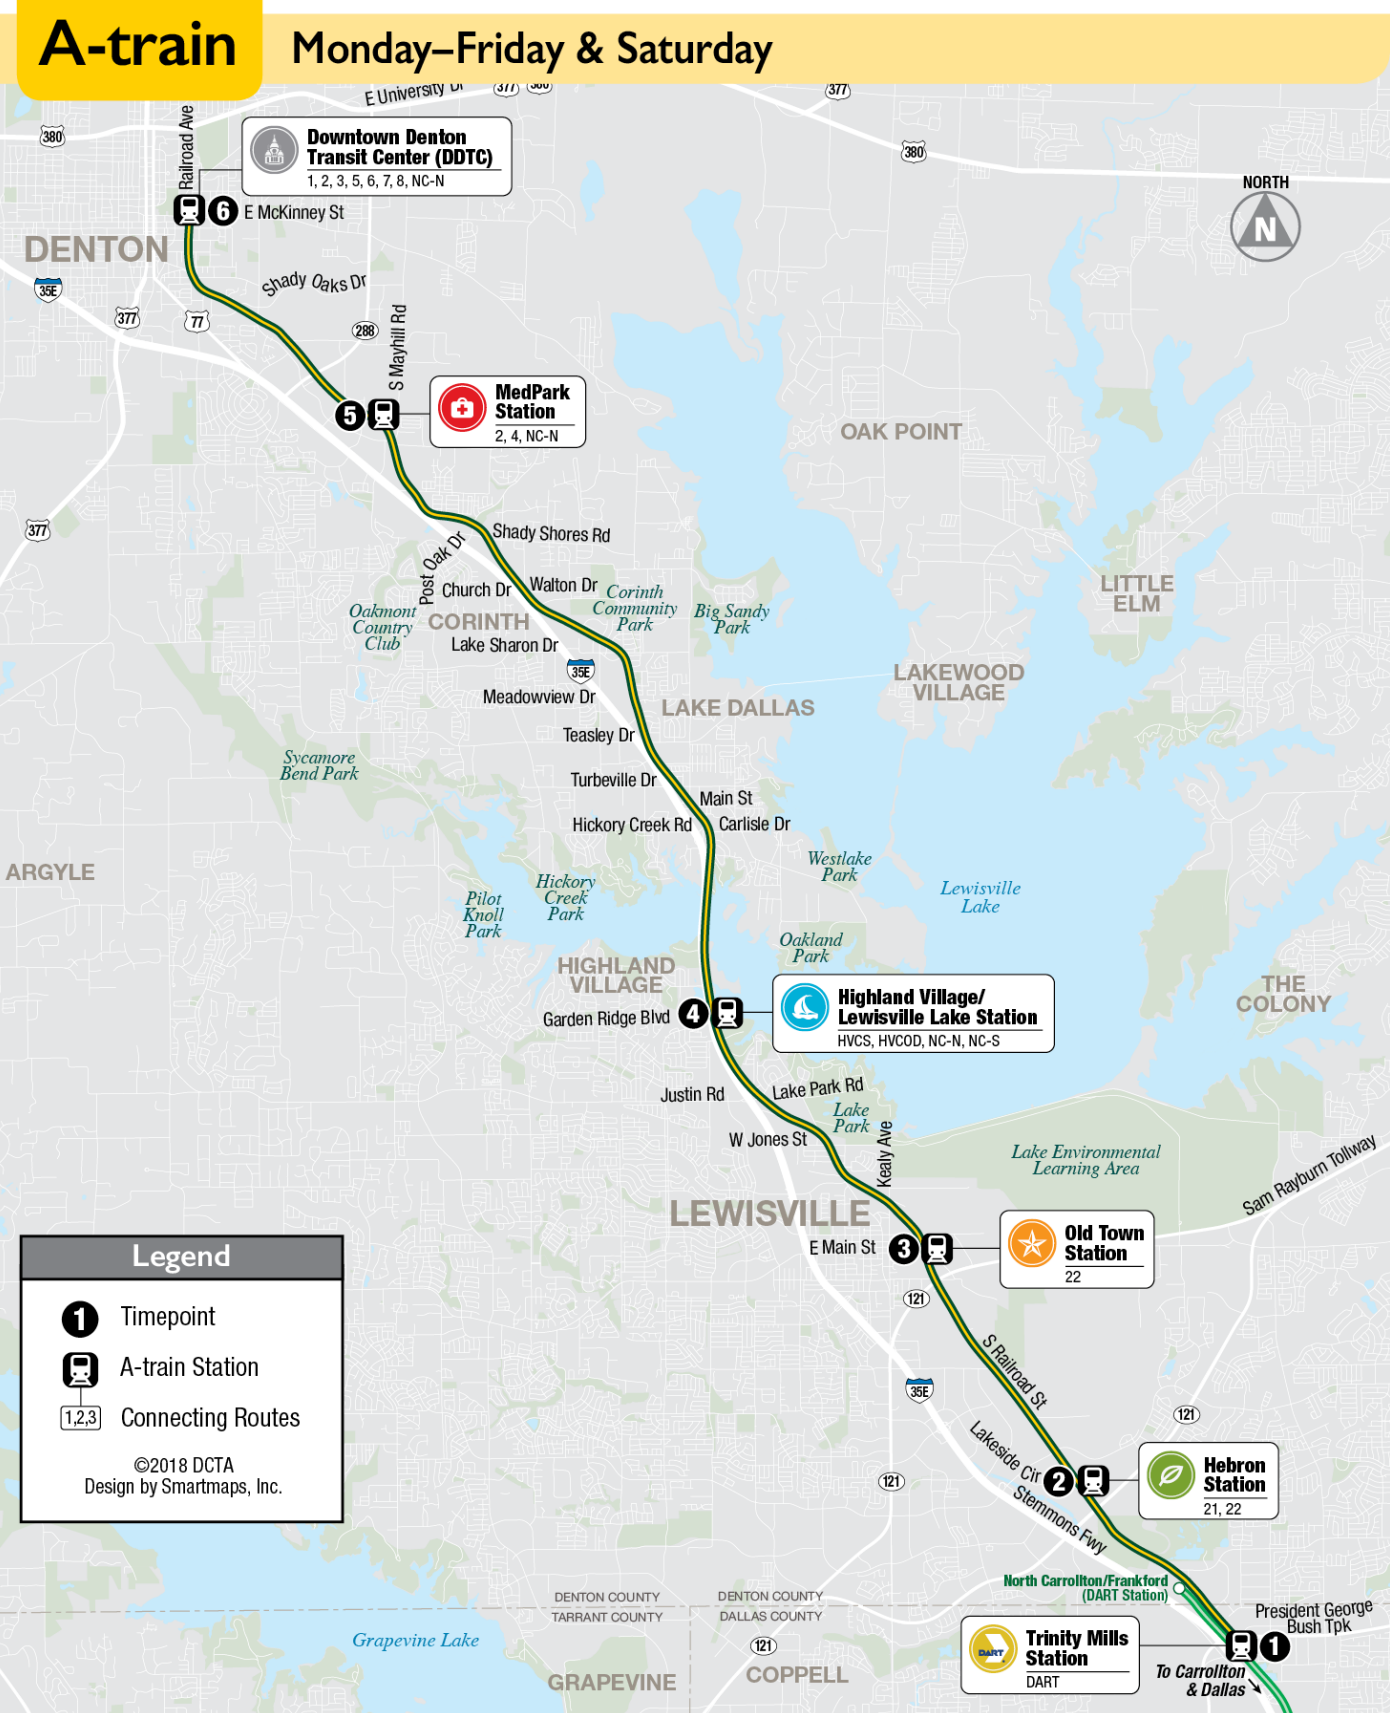 A-train
Monday–Friday & Saturday
E University Dr
377
380
377
380
380
Railroad Ave
Downtown Denton
Transit Center (DDTC)
1, 2, 3, 5, 6, 7, 8, NC-N
NORTH
N
6
E McKinney St
DENTON
35E
377
77
Shady Oaks Dr
288
S Mayhill Rd
5
MedPark
Station
2, 4, NC-N
OAK POINT
377
Shady Shores Rd
Post Oak Dr
Church Dr
Walton Dr
Corinth
Community
Park
Big Sandy
Park
LITTLE
ELM
Oakmont
Country
Club
CORINTH
Lake Sharon Dr
35E
LAKEWOOD
VILLAGE
Meadowview Dr
LAKE DALLAS
Teasley Dr
Sycamore
Bend Park
Turbeville Dr
Main St
Hickory Creek Rd
Carlisle Dr
ARGYLE
Westlake
Park
Lewisville
Lake
Hickory
Creek
Park
Pilot
Knoll
Park
Oakland
Park
HIGHLAND
VILLAGE
THE
COLONY
Garden Ridge Blvd
4
Highland Village/
Lewisville Lake Station
HVCS, HVCOD, NC-N, NC-S
Justin Rd
Lake Park Rd
Lake
Park
W Jones St
Kealy Ave
Lake Environmental
Learning Area
Sam Rayburn Tollway
LEWISVILLE
E Main St
3
Old Town
Station
22
121
S Railroad St
35E
121
Lakeside Cir
2
Hebron
Station
21, 22
121
Stemmons Fwy
Legend
1
Timepoint
A-train Station
1,2,3
Connecting Routes
©2018 DCTA
Design by Smartmaps, Inc.
North Carrollton/Frankford
(DART Station)
DENTON COUNTY
TARRANT COUNTY
DENTON COUNTY
DALLAS COUNTY
President George
Bush Tpk
Grapevine Lake
121
DART
Trinity Mills
Station
DART
1
To Carrollton
& Dallas
GRAPEVINE
COPPELL